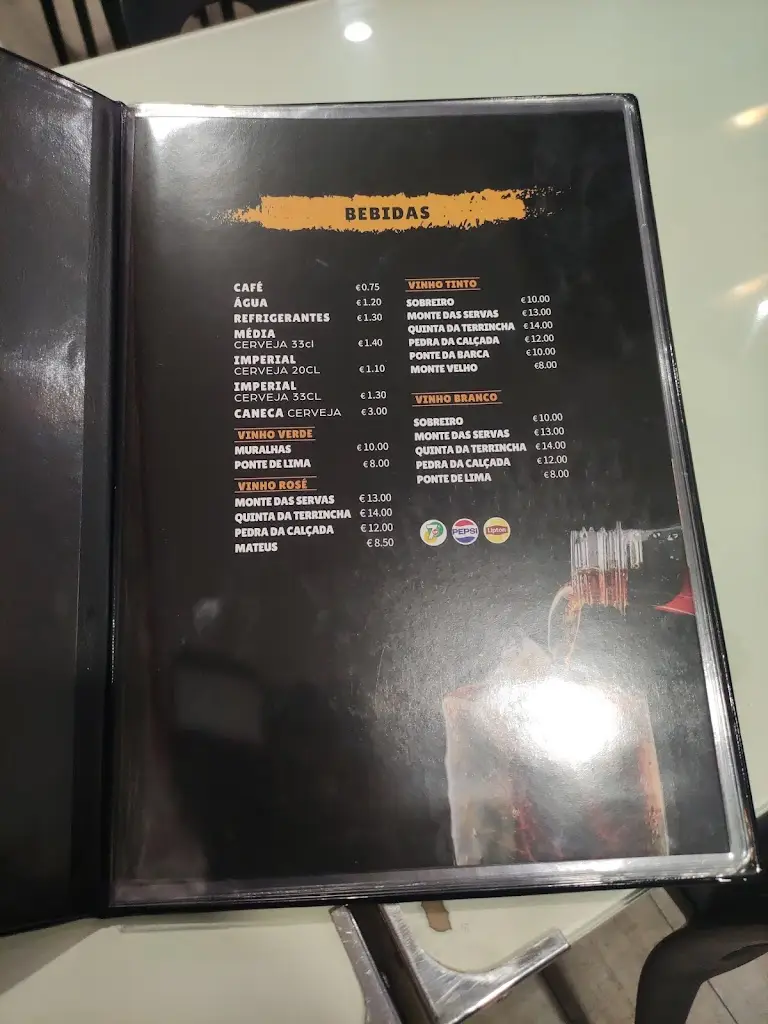 BEBIDAS
CAFÉ €0.75
ÁGUA €1.20
REFRIGERANTES €1.30
MÉDIA
CERVEJA 33cl €1.40
IMPERIAL
CERVEJA 20CL €1.10
IMPERIAL
CERVEJA 33CL €1.30
CANECA CERVEJA €3.00
VINHO VERDE
MURALHAS €10.00
PONTE DE LIMA €8.00
VINHO ROSÉ
MONTE DAS SERVAS €13.00
QUINTA DA TERRINCHA €14.00
PEDRA DA CALÇADA €12.00
MATEUS €8.50
VINHO TINTO
SOBREIRO €10.00
MONTE DAS SERVAS €13.00
QUINTA DA TERRINCHA €14.00
PEDRA DA CALÇADA €12.00
PONTE DA BARCA €10.00
MONTE VELHO €8.00
VINHO BRANCO
SOBREIRO €10.00
MONTE DAS SERVAS €13.00
QUINTA DA TERRINCHA €14.00
PEDRA DA CALÇADA €12.00
PONTE DE LIMA €8.00
7 PEPSI Lipton